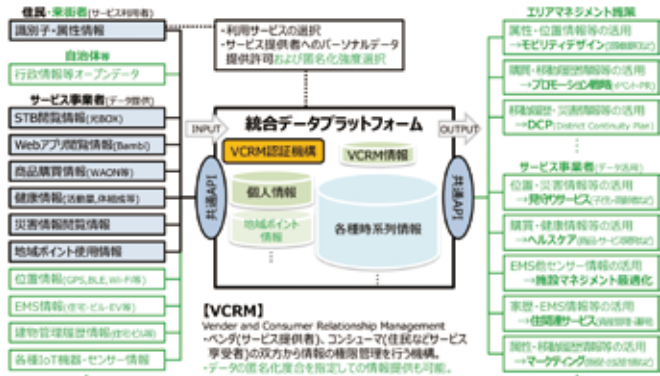 住民・来街者(サービス利用者)
識別子・属性情報
自治体等
行政情報等オープンデータ
サービス事業者(データ提供)
STB閲覧情報(光BOX)
Webアプリ閲覧情報(Bambi)
商品購買情報(WAON等)
健康情報(活動量,体組成等)
災害情報閲覧情報
地域ポイント使用情報
位置情報(GPS,BLE,Wi-Fi等)
EMS情報(住宅・ビル・EV等)
建物管理履歴情報(住宅・ビル等)
各種IoT機器・センサー情報
・利用サービスの選択
・サービス提供者へのパーソナルデータ
提供許可および匿名化強度選択
INPUT
統合データプラットフォーム
OUTPUT
VCRM認証機構
VCRM情報
共通API
個人情報
地域ポイント
情報
各種時系列情報
共通API
【VCRM】
Vender and Consumer Relationship Management
・ベンダ(サービス提供者)、コンシューマ(住民などサービス
享受者)の双方から情報の権限管理を行う機構。
・データの匿名化度合を指定しての情報提供も可能。
エリアマネジメント施策
属性・位置情報等の活用
→モビリティデザイン
購買・移動履歴情報等の活用
→プロモーション戦略(イベント・PR)
移動履歴・災害情報等の活用
→DCP(District Continuity Plan)
サービス事業者(データ活用)
位置・災害情報等の活用
→見守りサービス
購買・健康情報等の活用
→ヘルスケア
EMS他センサー情報の活用
→施設マネジメント最適化
家歴・EMS情報等の活用
→住関連サービス
属性・移動履歴情報等の活用
→マーケティング